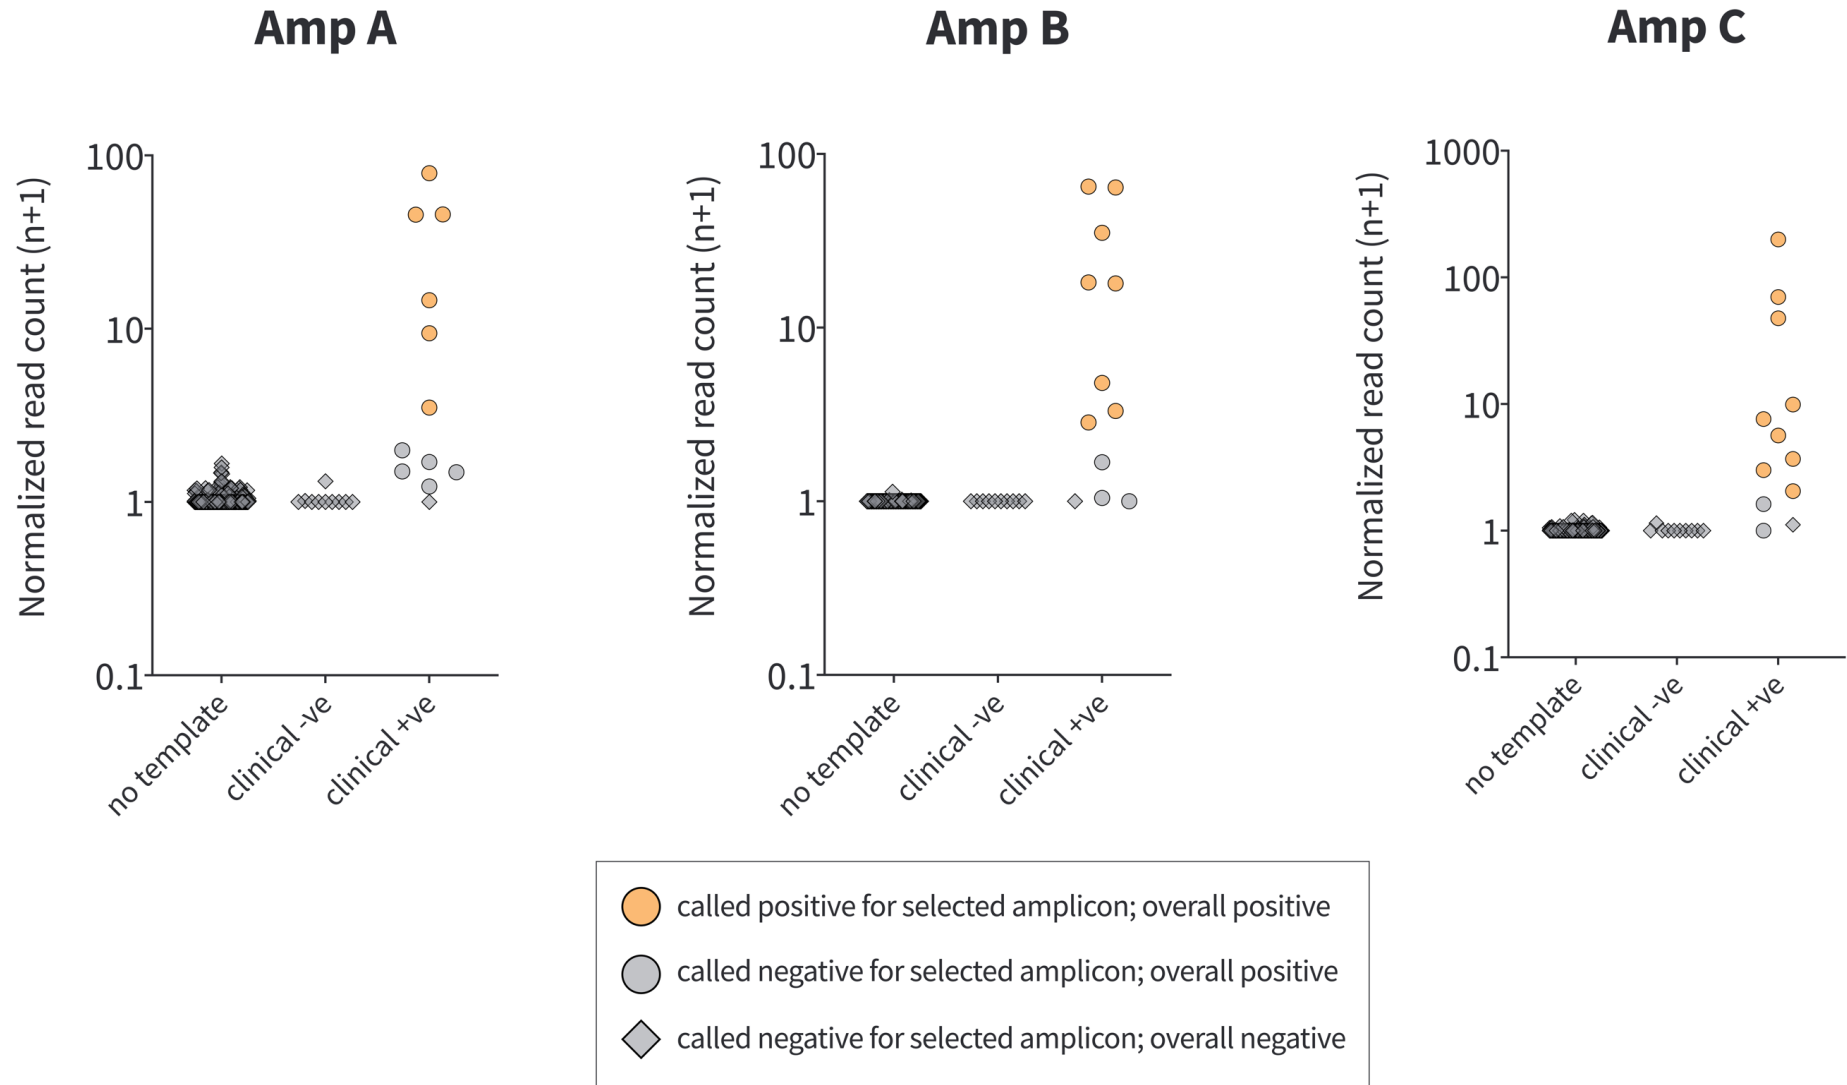 Amp A
Amp B
Amp C
Normalized read count (n+1)
100
10
1
0.1
no template
clinical -ve
clinical +ve
Normalized read count (n+1)
100
10
1
0.1
no template
clinical -ve
clinical +ve
Normalized read count (n+1)
1000
100
10
1
0.1
no template
clinical -ve
clinical +ve
called positive for selected amplicon; overall positive
called negative for selected amplicon; overall positive
called negative for selected amplicon; overall negative